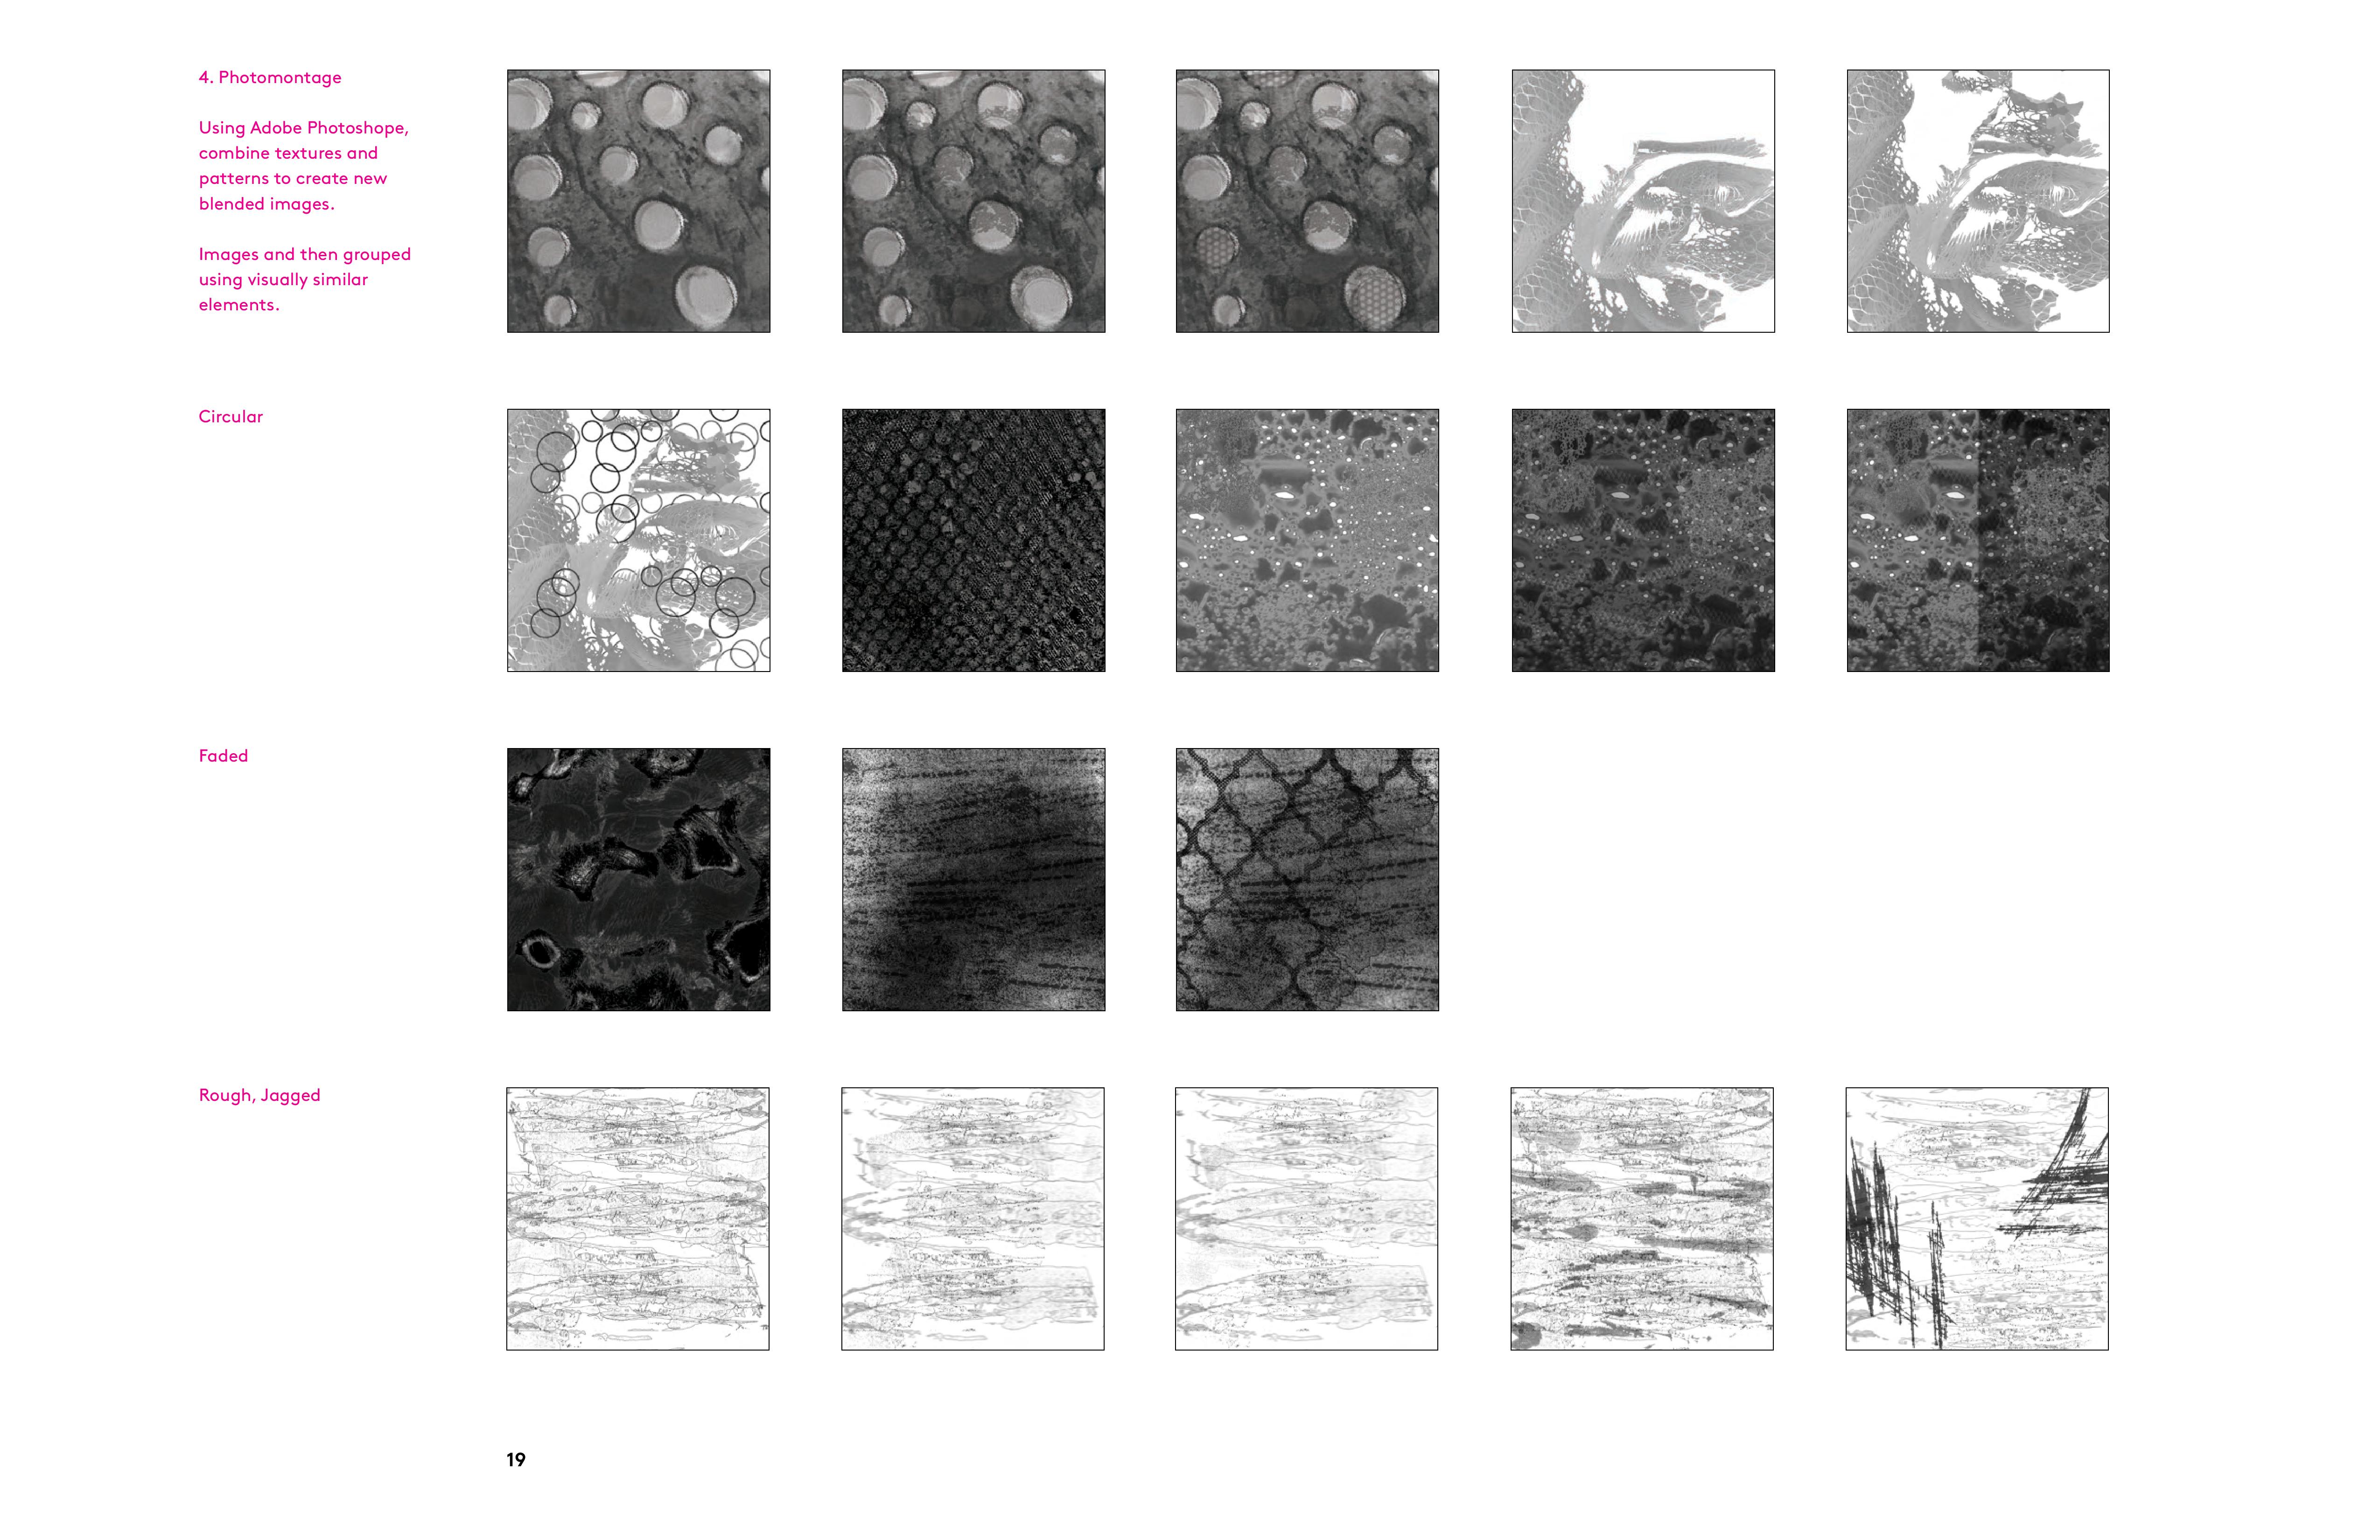 4. Photomontage
Using Adobe Photoshope,
combine textures and
patterns to create new
blended images.
Images and then grouped
using visually similar
elements.
Circular
Faded
Rough, Jagged
19